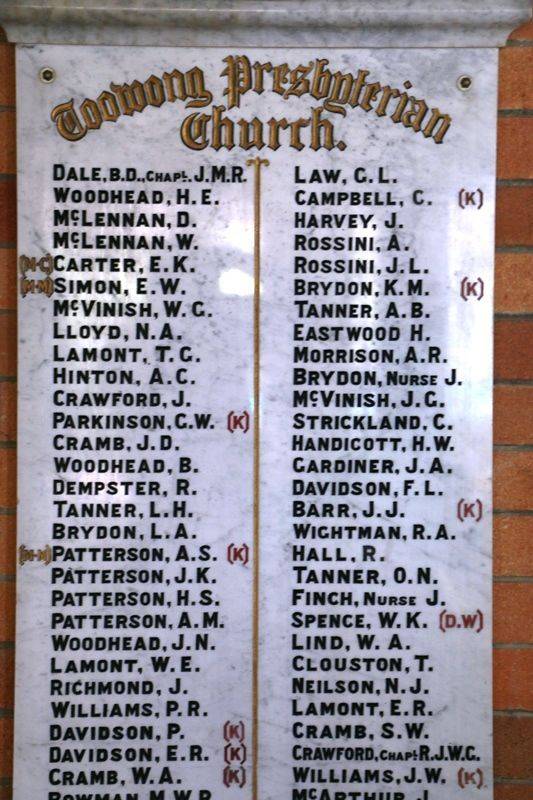 Toowong Presbyterian
Church.
DALE, B.D., CHAPL. J.M.R.
WOODHEAD, H.E.
McLENNAN, D.
McLENNAN, W.
(M-C) CARTER, E.K.
(M-M) SIMON, E.W.
McVINISH, W.G.
LLOYD, N.A.
LAMONT, T.G.
HINTON, A.C.
CRAWFORD, J.
PARKINSON, G.W. (K)
CRAMB, J.D.
WOODHEAD, B.
DEMPSTER, R.
TANNER, L.H.
BRYDON, L.A.
(M-M) PATTERSON, A.S. (K)
PATTERSON, J.K.
PATTERSON, H.S.
PATTERSON, A.M.
WOODHEAD, J.N.
LAMONT, W.E.
RICHMOND, J.
WILLIAMS, P.R.
DAVIDSON, P. (K)
DAVIDSON, E.R. (K)
CRAMB, W.A. (K)
BOWMAN, M.W.R.
LAW, G.L.
CAMPBELL, C. (K)
HARVEY, J.
ROSSINI, A.
ROSSINI, J.L.
BRYDON, K.M. (K)
TANNER, A.B.
EASTWOOD H.
MORRISON, A.R.
BRYDON, NURSE J.
McVINISH, J.G.
STRICKLAND, C.
HANDICOTT, H.W.
GARDINER, J.A.
DAVIDSON, F.L.
BARR, J.J. (K)
WIGHTMAN, R.A.
HALL, R.
TANNER, O.N.
FINCH, NURSE J.
SPENCE, W.K. (D.W)
LIND, W.A.
CLOUSTON, T.
NEILSON, N.J.
LAMONT, E.R.
CRAMB, S.W.
CRAWFORD, CHAPL. R.J.W.G.
WILLIAMS, J.W. (K)
McARTHUR, J.